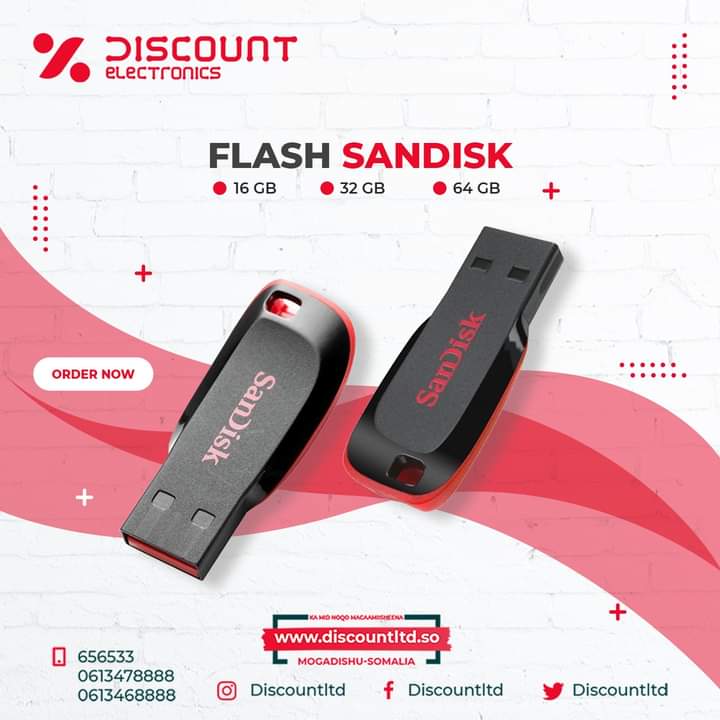 DISCOUNT
electronics
FLASH SANDISK
16 GB 32 GB 64 GB
SanDisk
SanDisk
ORDER NOW
KA MID NOQO MACAAMIISHEENA
www.discountltd.so
MOGADISHU-SOMALIA
656533
0613478888
0613468888
Discountltd
Discountltd
Discountltd